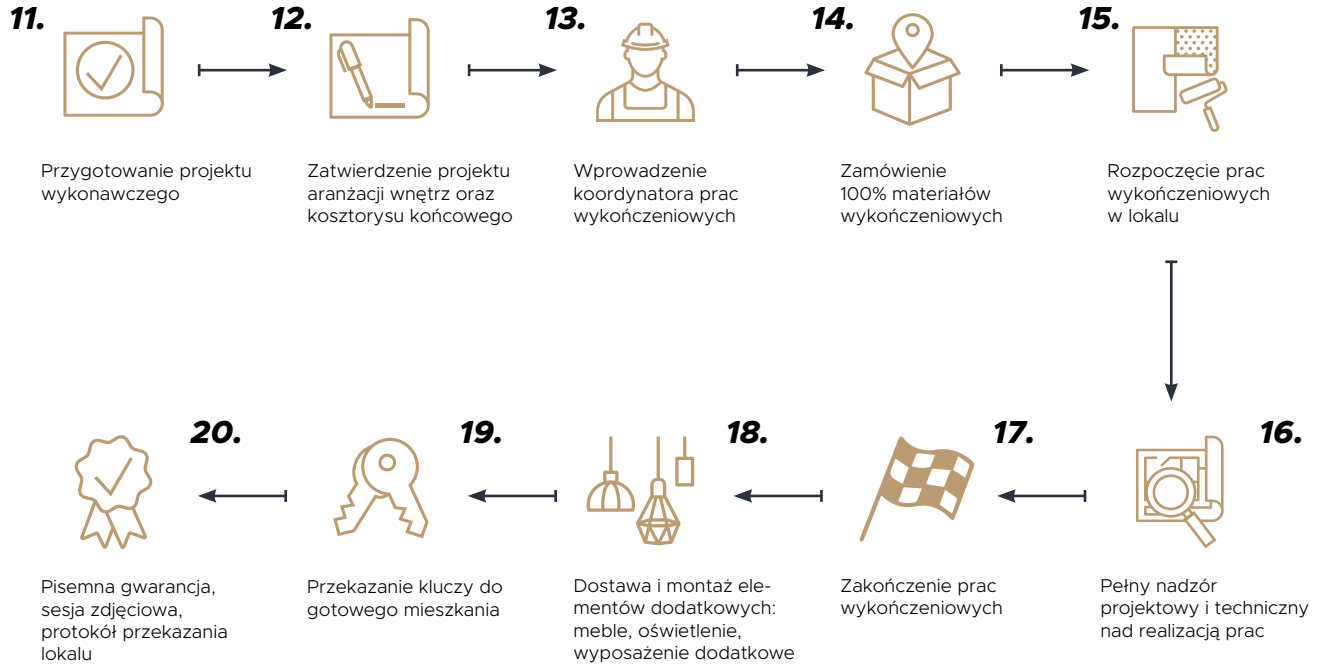 11.
Przygotowanie projektu
wykonawczego
12.
Zatwierdzenie projektu
aranżacji wnętrz oraz
kosztorysu końcowego
13.
Wprowadzenie
koordynatora prac
wykończeniowych
14.
Zamówienie
100% materiałów
wykończeniowych
15.
Rozpoczęcie prac
wykończeniowych
w lokalu
16.
Pełny nadzór
projektowy i techniczny
nad realizacją prac
17.
Zakończenie prac
wykończeniowych
18.
Dostawa i montaż ele-
mentów dodatkowych:
meble, oświetlenie,
wyposażenie dodatkowe
19.
Przekazanie kluczy do
gotowego mieszkania
20.
Pisemna gwarancja,
sesja zdjęciowa,
protokół przekazania
lokalu